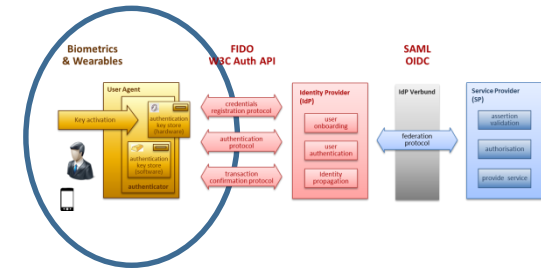 Biometrics
& Wearables
FIDO
W3C Auth API
SAML
OIDC
User Agent
Key activation
authentication
key store
(hardware)
authentication
key store
(software)
authenticator
credentials
registration protocol
authentication
protocol
transaction
confirmation protocol
Identity Provider
(IdP)
user
onboarding
user
authentication
Identity
propagation
IdP Verbund
federation
protocol
Service Provider
(SP)
assertion
validation
authorisation
provide service